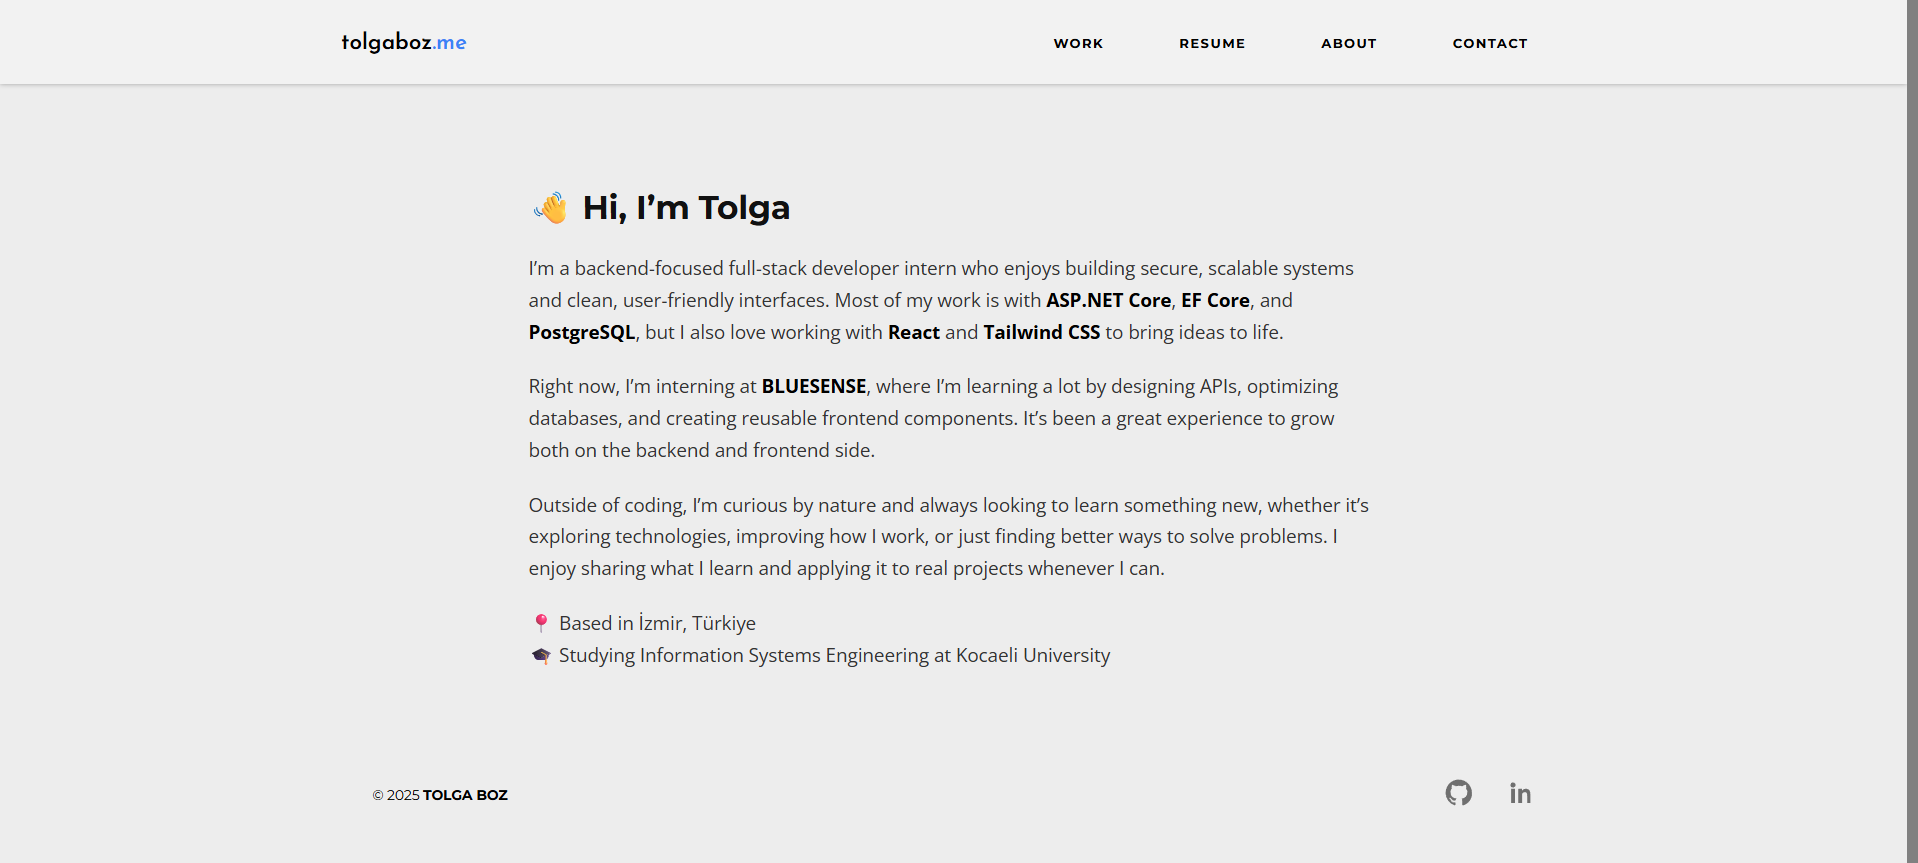 tolgaboz.me
WORK RESUME ABOUT CONTACT
👋 Hi, I’m Tolga
I’m a backend-focused full-stack developer intern who enjoys building secure, scalable systems
and clean, user-friendly interfaces. Most of my work is with ASP.NET Core, EF Core, and
PostgreSQL, but I also love working with React and Tailwind CSS to bring ideas to life.
Right now, I’m interning at BLUESENSE, where I’m learning a lot by designing APIs, optimizing
databases, and creating reusable frontend components. It’s been a great experience to grow
both on the backend and frontend side.
Outside of coding, I’m curious by nature and always looking to learn something new, whether it’s
exploring technologies, improving how I work, or just finding better ways to solve problems. I
enjoy sharing what I learn and applying it to real projects whenever I can.
📍 Based in İzmir, Türkiye
🎓 Studying Information Systems Engineering at Kocaeli University
© 2025 TOLGA BOZ
in